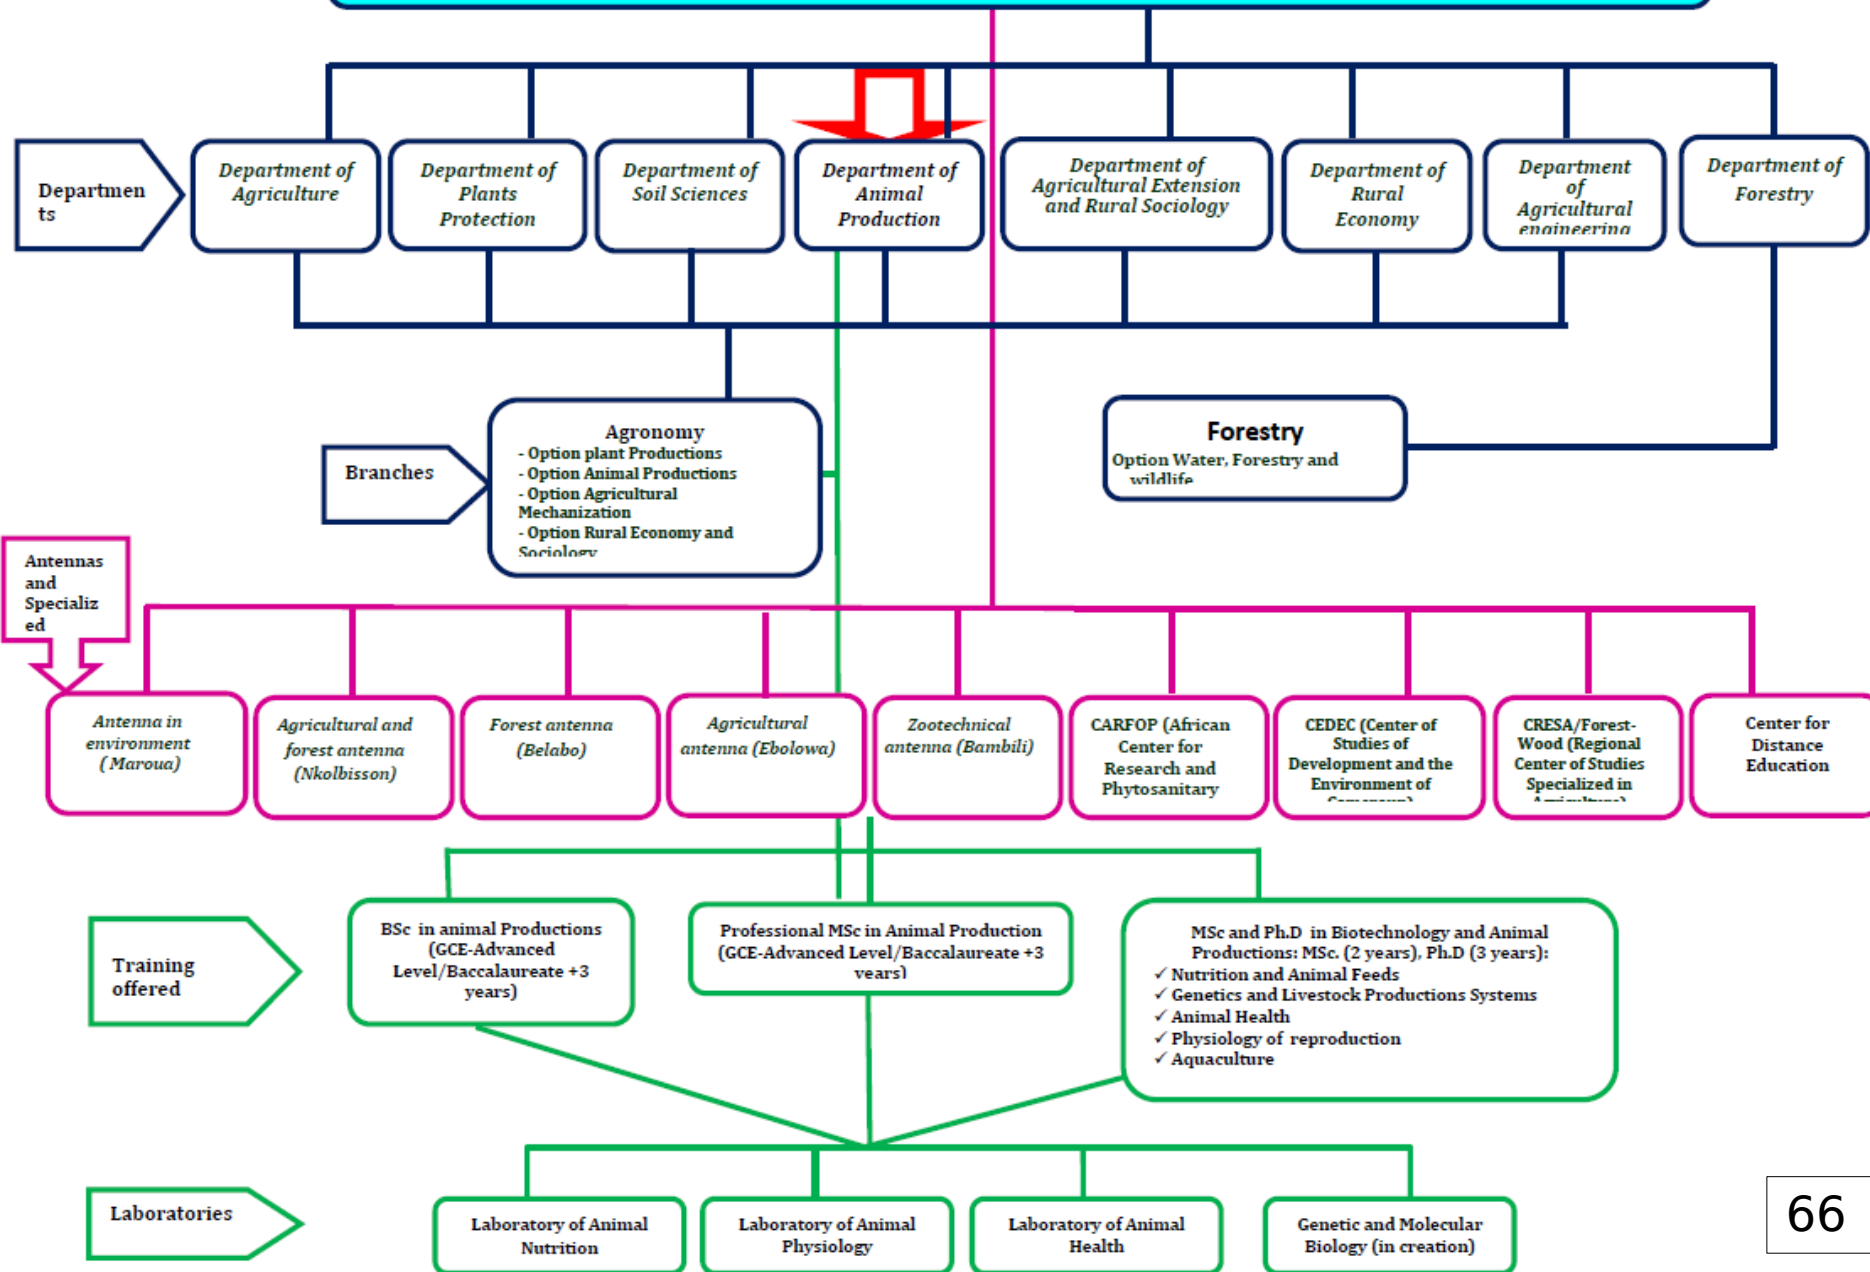 Departmen
ts
Department of
Agriculture
Department of
Plants
Protection
Department of
Soil Sciences
Department of
Animal
Production
Department of
Agricultural Extension
and Rural Sociology
Department of
Rural
Economy
Department
of
Agricultural
engineering
Department of
Forestry
Branches
Agronomy
- Option plant Productions
- Option Animal Productions
- Option Agricultural
Mechanization
- Option Rural Economy and
Sociology
Forestry
Option Water, Forestry and
wildlife
Antennas
and
Specializ
ed
Antenna in
environment
( Maroua)
Agricultural and
forest antenna
(Nkolbisson)
Forest antenna
(Belabo)
Agricultural
antenna (Ebolowa)
Zootechnical
antenna (Bambili)
CARFOP (African
Center for
Research and
Phytosanitary
CEDEC (Center of
Studies of
Development and the
Environment of
Cameroun)
CRESA/Forest-
Wood (Regional
Center of Studies
Specialized in
Agriculture)
Center for
Distance
Education
Training
offered
BSc in animal Productions
(GCE-Advanced
Level/Baccalaureate +3
years)
Professional MSc in Animal Production
(GCE-Advanced Level/Baccalaureate +3
years)
MSc and Ph.D in Biotechnology and Animal
Productions: MSc. (2 years), Ph.D (3 years):
✓ Nutrition and Animal Feeds
✓ Genetics and Livestock Productions Systems
✓ Animal Health
✓ Physiology of reproduction
✓ Aquaculture
Laboratories
Laboratory of Animal
Nutrition
Laboratory of Animal
Physiology
Laboratory of Animal
Health
Genetic and Molecular
Biology (in creation)
66